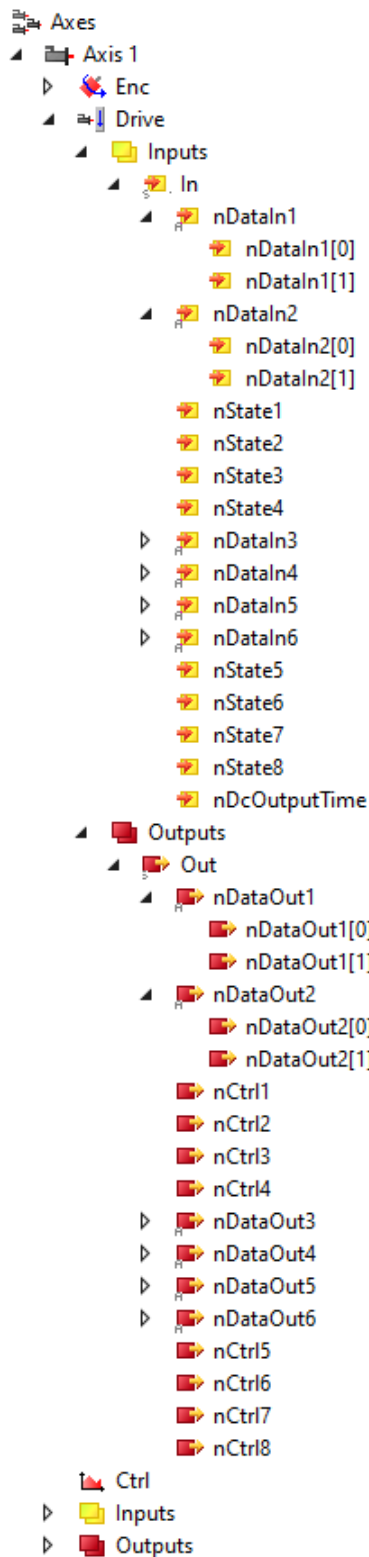 Axes
Axis 1
Enc
Drive
Inputs
In
nDataIn1
nDataIn1[0]
nDataIn1[1]
nDataIn2
nDataIn2[0]
nDataIn2[1]
nState1
nState2
nState3
nState4
nDataIn3
nDataIn4
nDataIn5
nDataIn6
nState5
nState6
nState7
nState8
nDcOutputTime
Outputs
Out
nDataOut1
nDataOut1[0]
nDataOut1[1]
nDataOut2
nDataOut2[0]
nDataOut2[1]
nCtrl1
nCtrl2
nCtrl3
nCtrl4
nDataOut3
nDataOut4
nDataOut5
nDataOut6
nCtrl5
nCtrl6
nCtrl7
nCtrl8
Ctrl
Inputs
Outputs